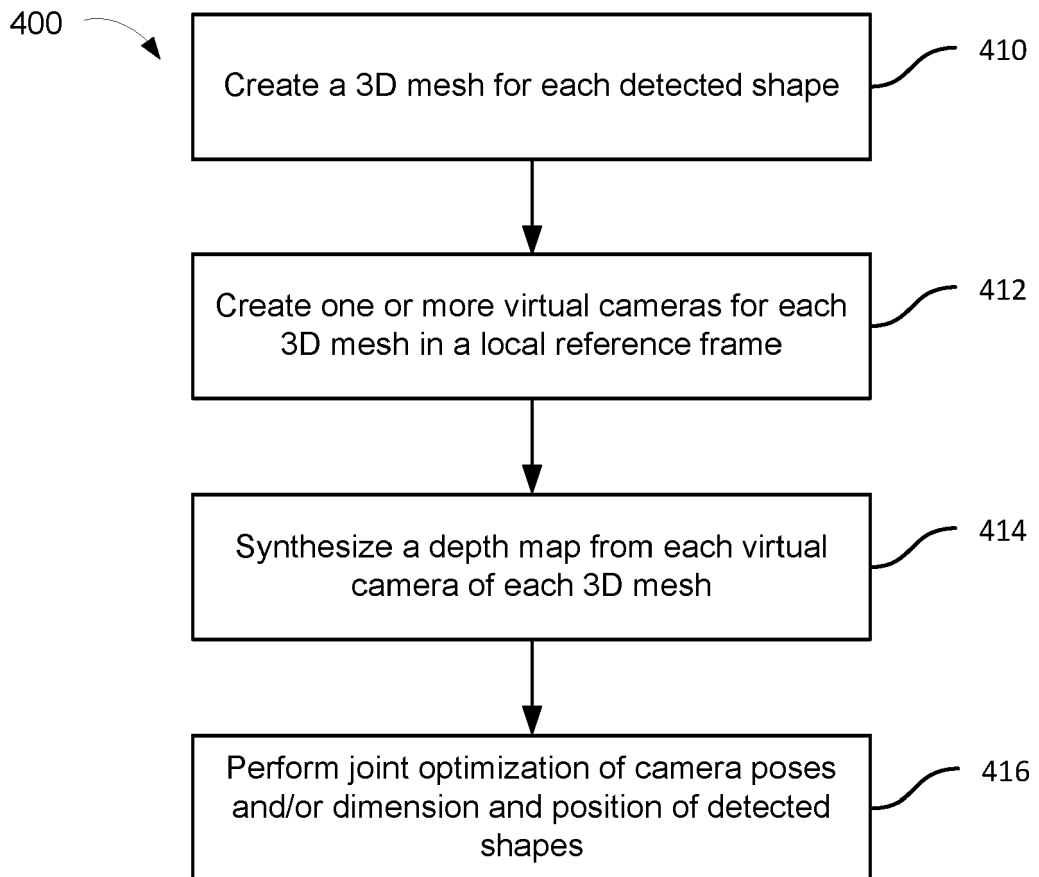 400
Create a 3D mesh for each detected shape
410
Create one or more virtual cameras for each
3D mesh in a local reference frame
412
Synthesize a depth map from each virtual
camera of each 3D mesh
414
Perform joint optimization of camera poses
and/or dimension and position of detected
shapes
416